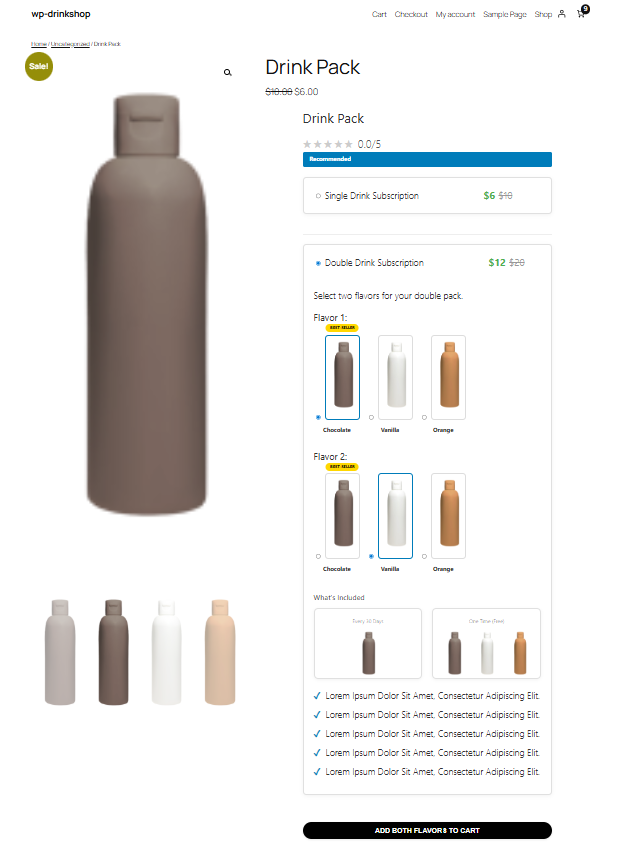 wp-drinkshop
Cart Checkout My account Sample Page Shop 9
Home / Uncategorized / Drink Pack
Sale!
Drink Pack
$10.00 $6.00
Drink Pack
0.0/5
Recommended
Single Drink Subscription $6 $10
Double Drink Subscription $12 $20
Select two flavors for your double pack.
Flavor 1:
BEST SELLER
Chocolate Vanilla Orange
Flavor 2:
BEST SELLER
Chocolate Vanilla Orange
What's Included
Every 30 Days One Time (Free)
Lorem Ipsum Dolor Sit Amet, Consectetur Adipiscing Elit.
Lorem Ipsum Dolor Sit Amet, Consectetur Adipiscing Elit.
Lorem Ipsum Dolor Sit Amet, Consectetur Adipiscing Elit.
Lorem Ipsum Dolor Sit Amet, Consectetur Adipiscing Elit.
Lorem Ipsum Dolor Sit Amet, Consectetur Adipiscing Elit.
ADD BOTH FLAVORS TO CART